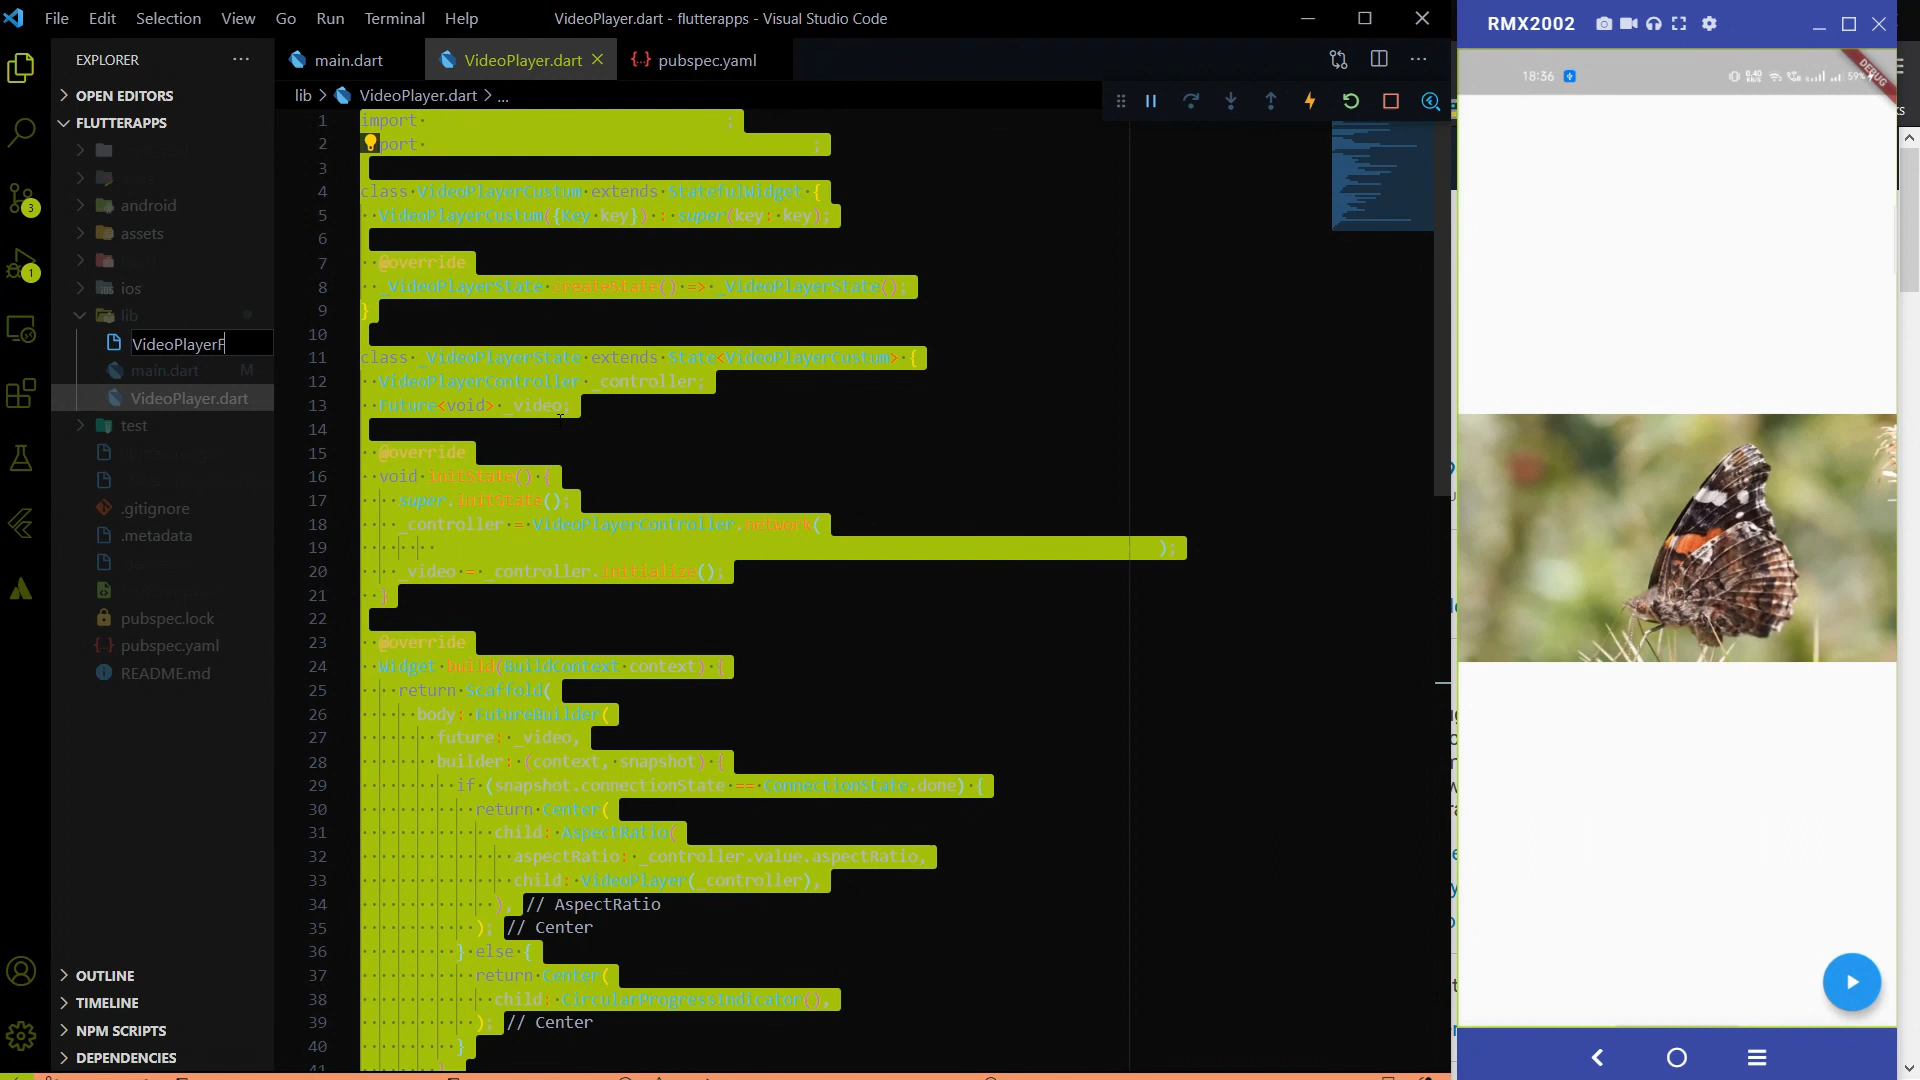 File Edit Selection View Go Run Terminal Help VideoPlayer.dart - flutterapps - Visual Studio Code
RMX2002
EXPLORER
main.dart VideoPlayer.dart pubspec.yaml
lib > VideoPlayer.dart > ...
18:36 59%
DEBUG
OPEN EDITORS
FLUTTERAPPS
android
assets
ios
lib
VideoPlayerF
main.dart M
VideoPlayer.dart
test
.gitignore
.metadata
pubspec.lock
pubspec.yaml
README.md
OUTLINE
TIMELINE
NPM SCRIPTS
DEPENDENCIES
3
1
1 import ;
2 port ;
3
4 class VideoPlayerCustum extends StatefulWidget {
5 VideoPlayerCustum({Key key}) : super(key: key);
6
7 @override
8 _VideoPlayerState createState() => _VideoPlayerState();
9 }
10
11 class _VideoPlayerState extends State<VideoPlayerCustum> {
12 VideoPlayerController _controller;
13 Future<void> _video;
14
15 @override
16 void initState() {
17 super.initState();
18 _controller = VideoPlayerController.network(
19 );
20 _video = _controller.initialize();
21 }
22
23 @override
24 Widget build(BuildContext context) {
25 return Scaffold(
26 body: FutureBuilder(
27 future: _video,
28 builder: (context, snapshot) {
29 if (snapshot.connectionState == ConnectionState.done) {
30 return Center(
31 child: AspectRatio(
32 aspectRatio: _controller.value.aspectRatio,
33 child: VideoPlayer(_controller),
34 ), // AspectRatio
35 ); // Center
36 } else {
37 return Center(
38 child: CircularProgressIndicator(),
39 ); // Center
40 }
41